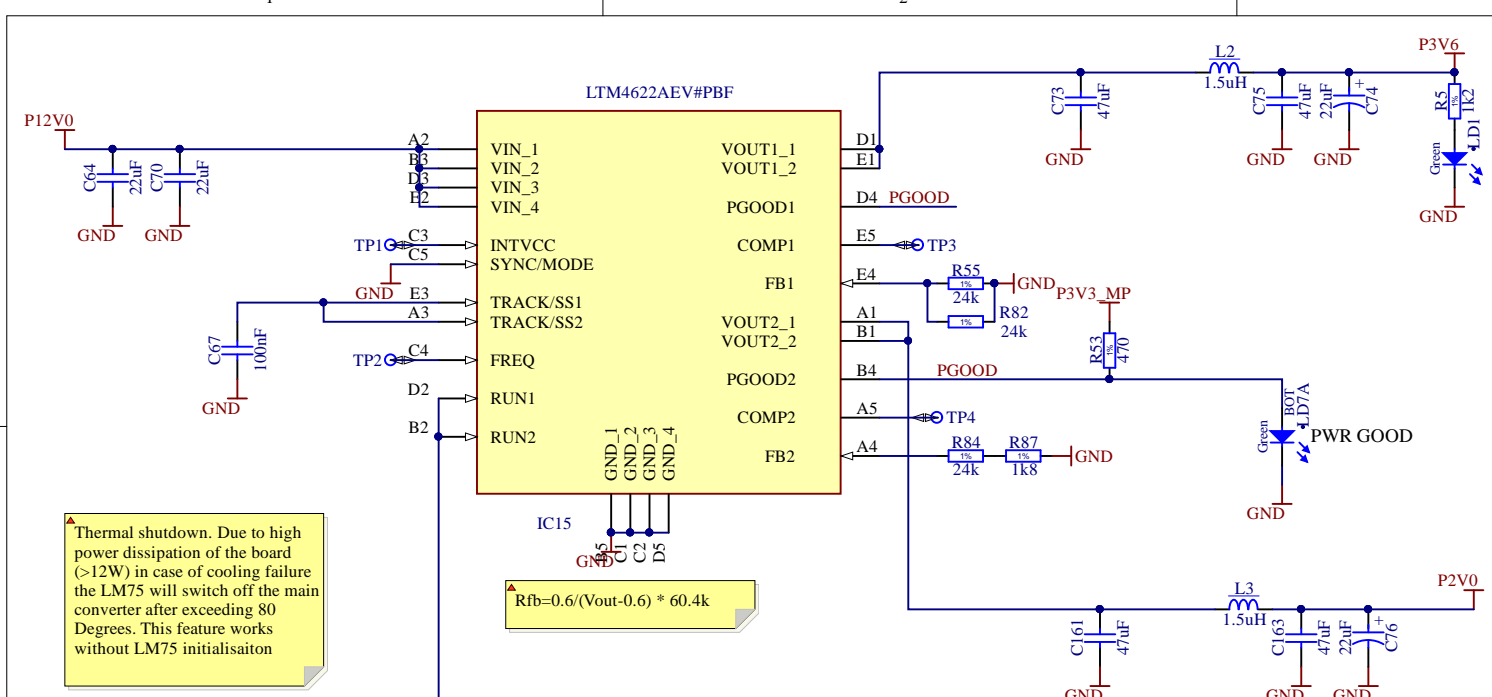 2
LTM4622AEV#PBF
P12V0
C64
22uF
C70
22uF
GND
GND
A2
B3
D3
E2
VIN_1
VIN_2
VIN_3
VIN_4
TP1
C3
INTVCC
C5
SYNC/MODE
GND
E3
TRACK/SS1
A3
TRACK/SS2
C67
100nF
GND
TP2
C4
FREQ
D2
RUN1
B2
RUN2
GND_1
GND_2
GND_3
GND_4
B5
C1
C2
D5
GND
IC15
VOUT1_1
D1
VOUT1_2
E1
PGOOD1
D4
PGOOD
COMP1
E5
TP3
FB1
E4
R55
1%
24k
GND
R82
1%
24k
VOUT2_1
A1
VOUT2_2
B1
PGOOD2
B4
PGOOD
COMP2
A5
TP4
FB2
A4
R84
1%
24k
R87
1%
1k8
GND
C73
47uF
GND
L2
1.5uH
C75
47uF
GND
22uF
+
C74
GND
P3V6
R5
1%
1k2
Green
LD1
GND
P3V3_MP
R53
1%
470
BOT
LD7A
Green
PWR GOOD
GND
Thermal shutdown. Due to high
power dissipation of the board
(>12W) in case of cooling failure
the LM75 will switch off the main
converter after exceeding 80
Degrees. This feature works
without LM75 initialisaiton
Rfb=0.6/(Vout-0.6) * 60.4k
C161
47uF
GND
L3
1.5uH
C163
47uF
GND
22uF
+
C76
GND
P2V0